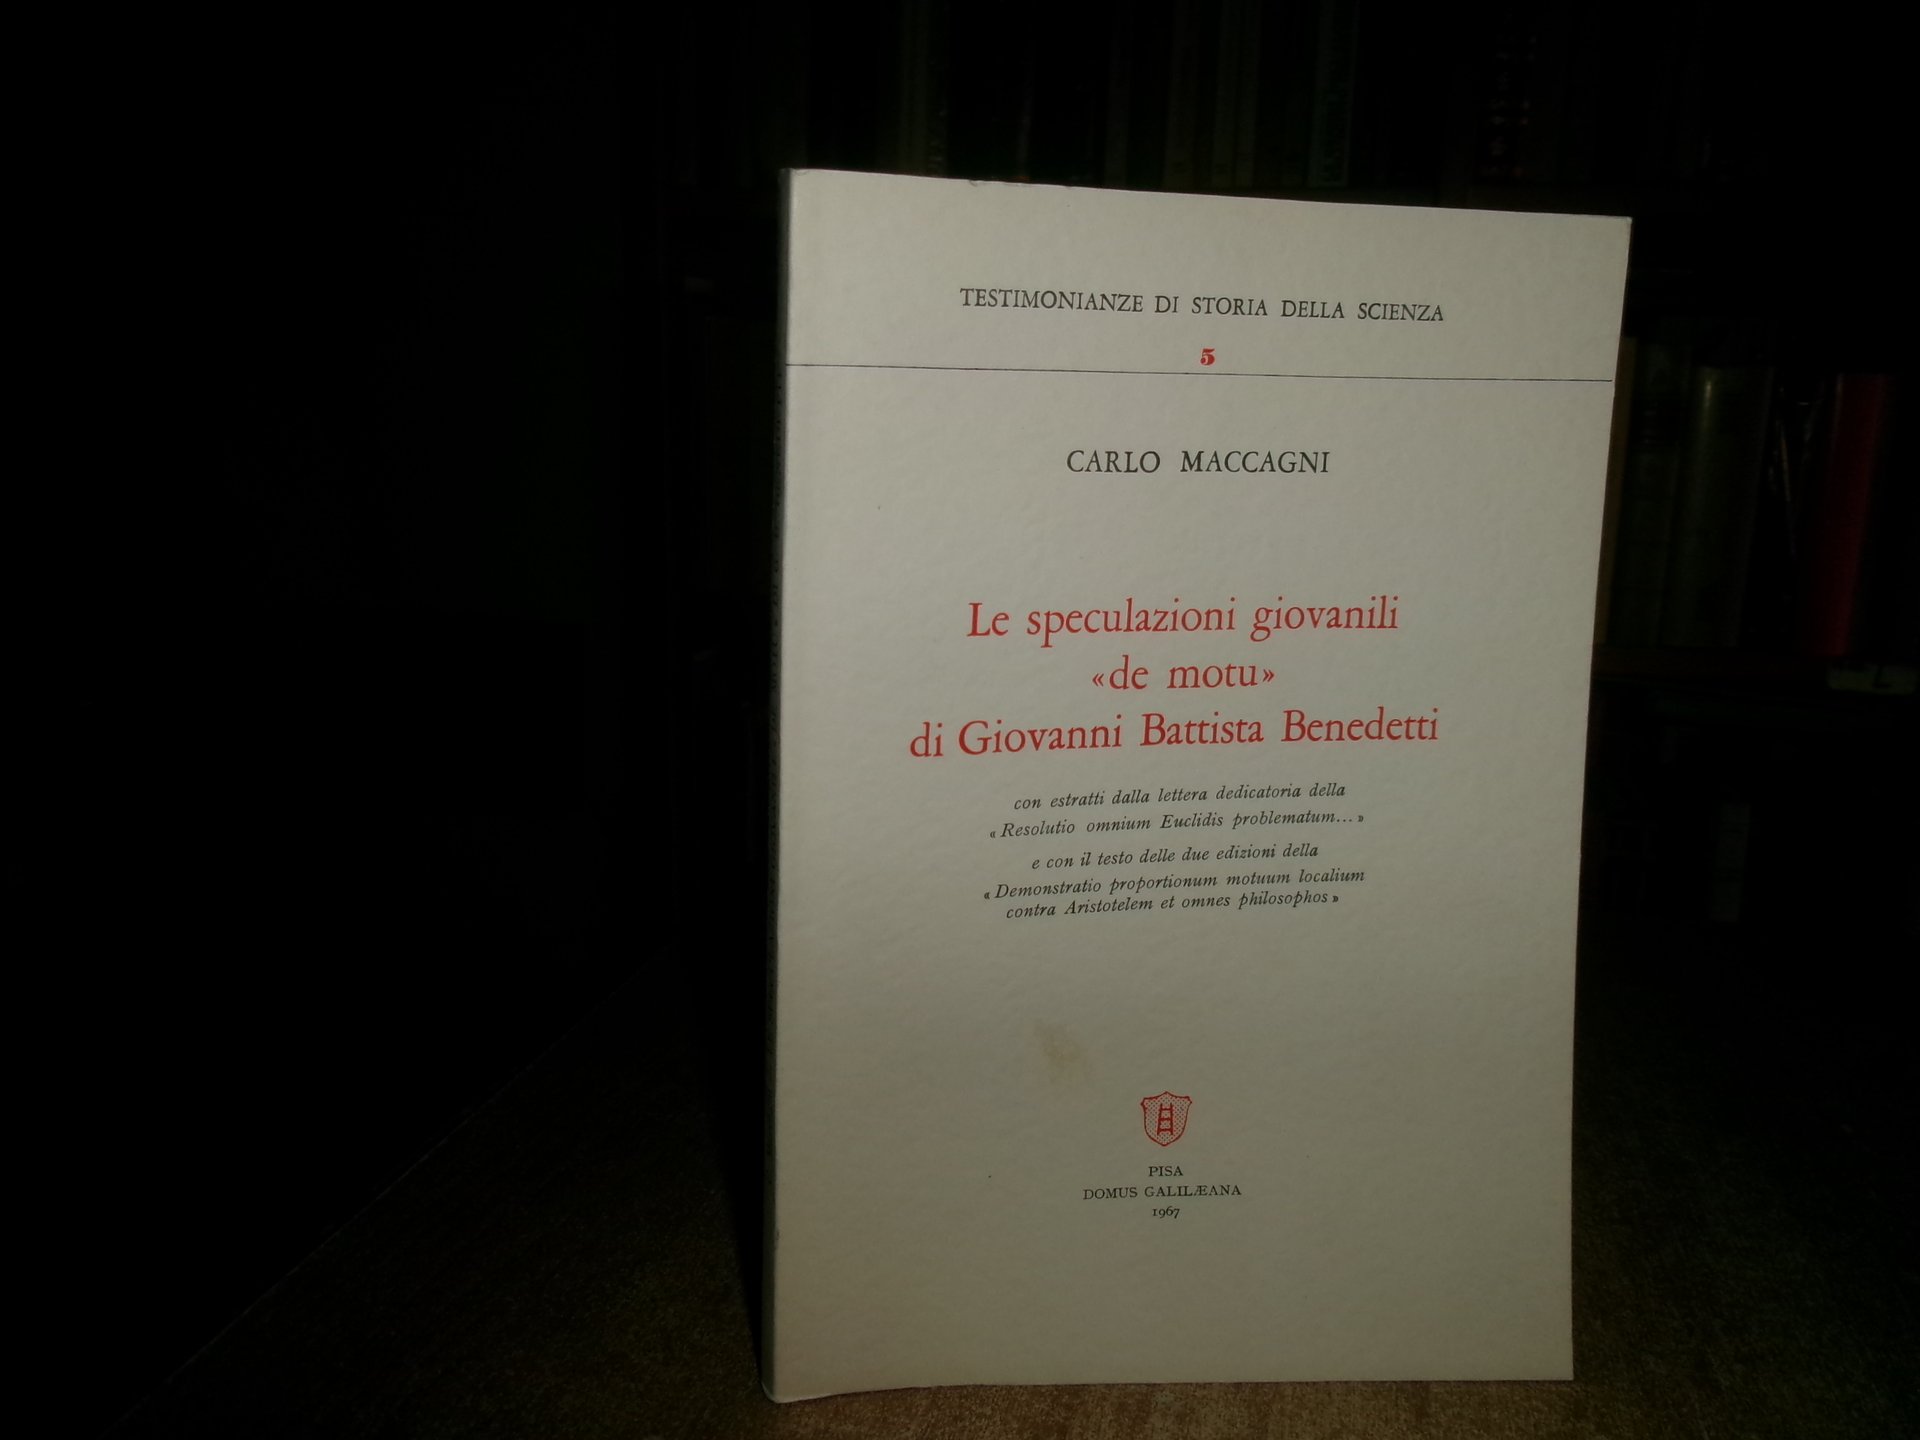 TESTIMONIANZE DI STORIA DELLA SCIENZA
5
CARLO MACCAGNI
Le speculazioni giovanili
«de motu»
di Giovanni Battista Benedetti
con estratti dalla lettera dedicatoria della
«Resolutio omnium Euclidis problematum...»
e con il testo delle due edizioni della
«Demonstratio proportionum motuum localium
contra Aristotelem et omnes philosophos»
PISA
DOMUS GALILÆANA
1967